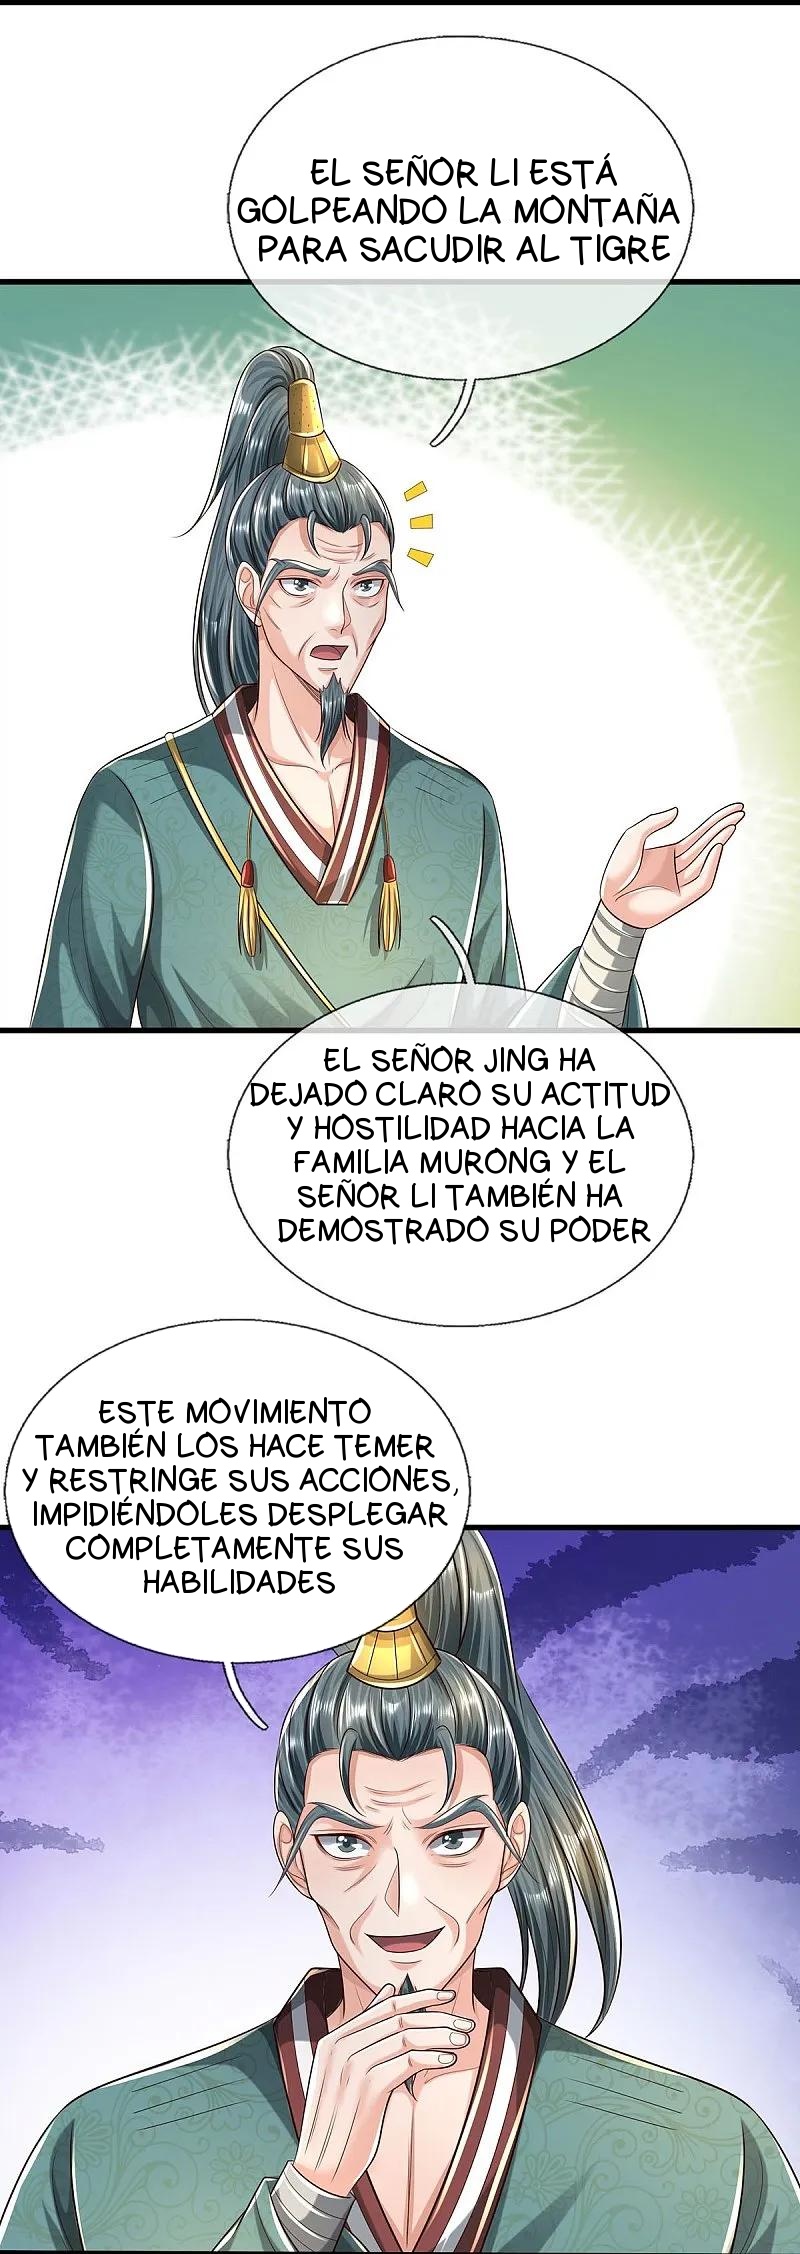 EL SEÑOR LI ESTÁ
GOLPEANDO LA MONTAÑA
PARA SACUDIR AL TIGRE
EL SEÑOR JING HA
DEJADO CLARO SU ACTITUD
Y HOSTILIDAD HACIA LA
FAMILIA MURONG Y EL
SEÑOR LI TAMBIÉN HA
DEMOSTRADO SU PODER
ESTE MOVIMIENTO
TAMBIÉN LOS HACE TEMER
Y RESTRINGE SUS ACCIONES,
IMPIDIÉNDOLES DESPLEGAR
COMPLETAMENTE SUS
HABILIDADES